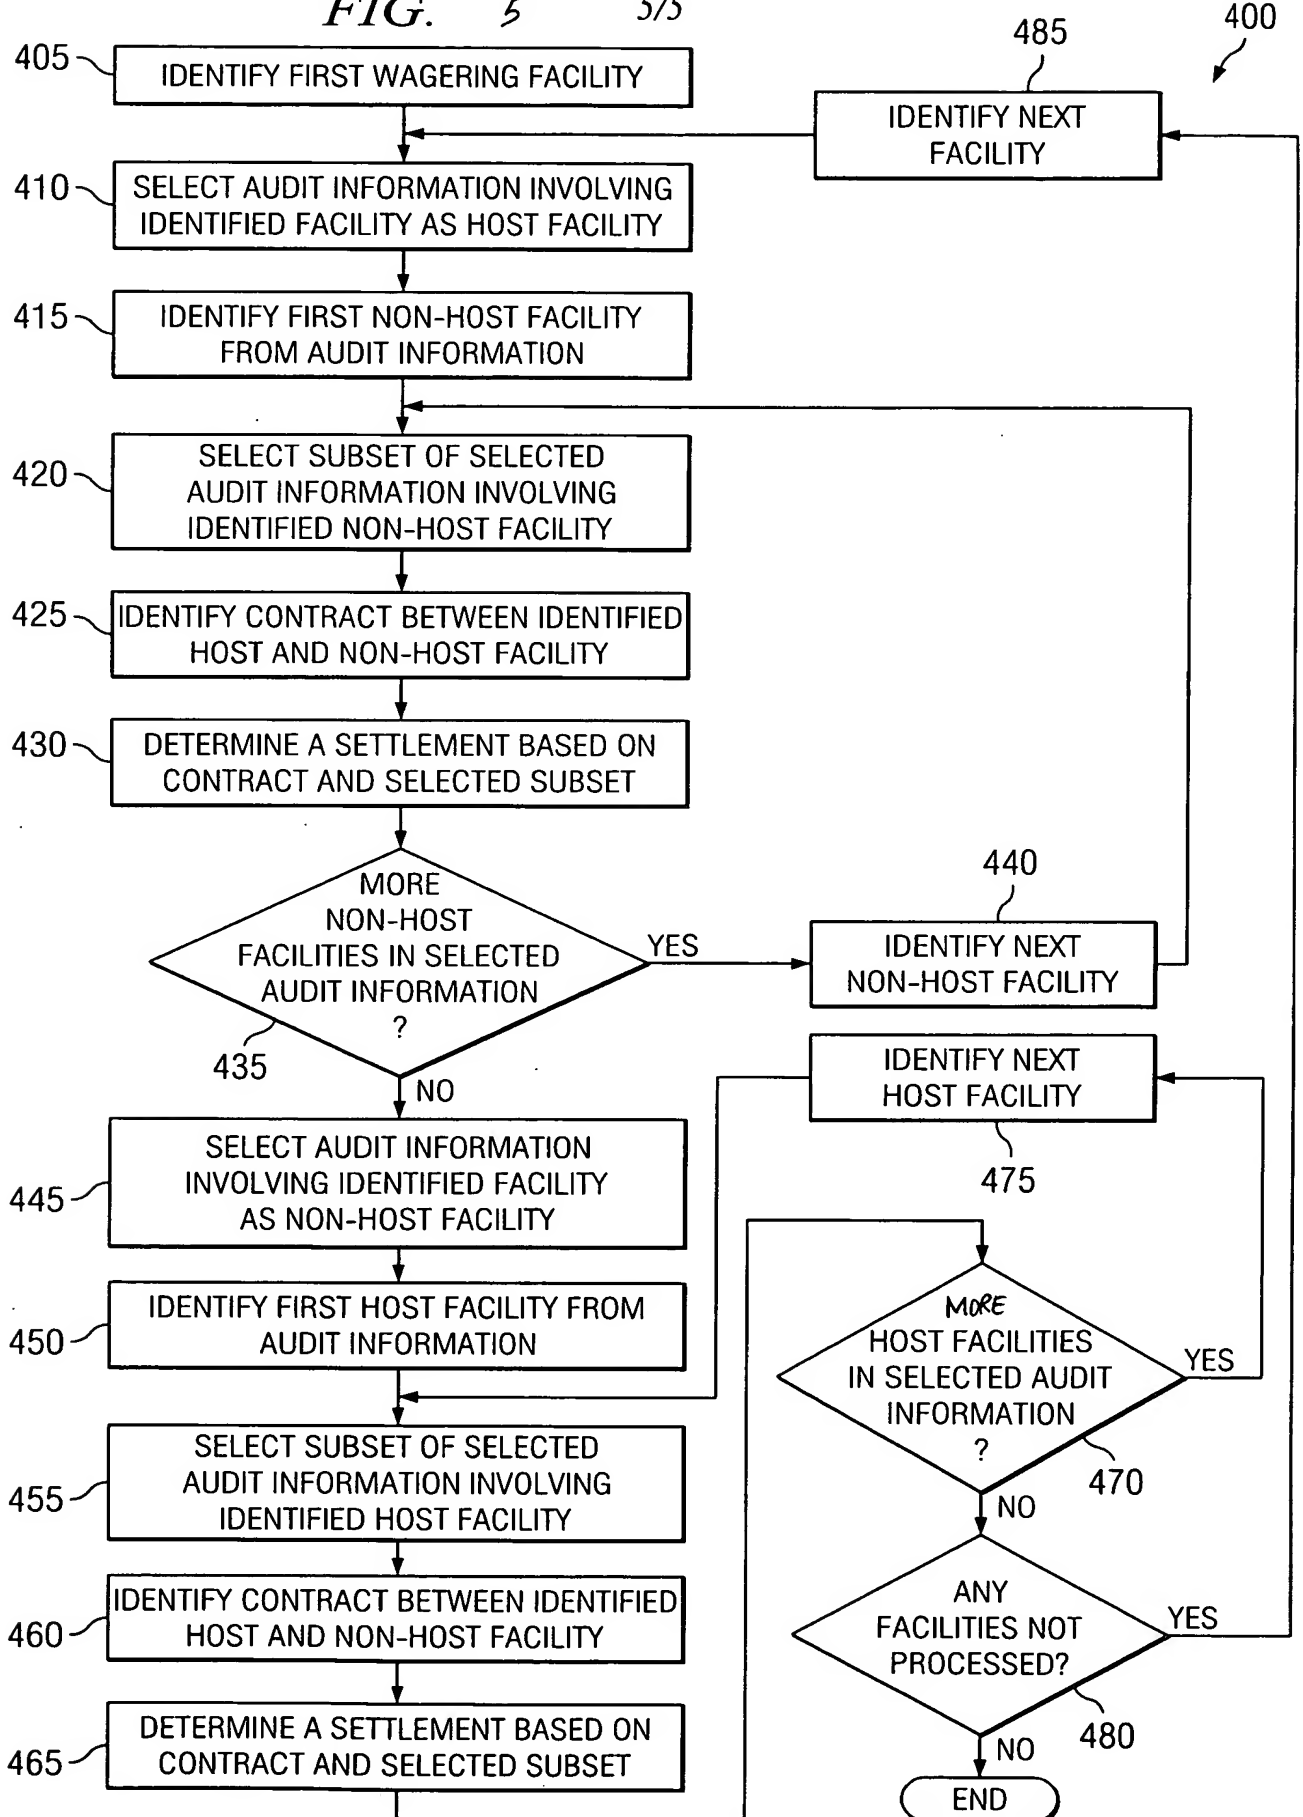 FIG. 5
5/5
400
405
IDENTIFY FIRST WAGERING FACILITY
485
IDENTIFY NEXT
FACILITY
410
SELECT AUDIT INFORMATION INVOLVING
IDENTIFIED FACILITY AS HOST FACILITY
415
IDENTIFY FIRST NON-HOST FACILITY
FROM AUDIT INFORMATION
420
SELECT SUBSET OF SELECTED
AUDIT INFORMATION INVOLVING
IDENTIFIED NON-HOST FACILITY
425
IDENTIFY CONTRACT BETWEEN IDENTIFIED
HOST AND NON-HOST FACILITY
430
DETERMINE A SETTLEMENT BASED ON
CONTRACT AND SELECTED SUBSET
MORE
NON-HOST
FACILITIES IN SELECTED
AUDIT INFORMATION
?
435
YES
NO
440
IDENTIFY NEXT
NON-HOST FACILITY
IDENTIFY NEXT
HOST FACILITY
475
445
SELECT AUDIT INFORMATION
INVOLVING IDENTIFIED FACILITY
AS NON-HOST FACILITY
450
IDENTIFY FIRST HOST FACILITY FROM
AUDIT INFORMATION
455
SELECT SUBSET OF SELECTED
AUDIT INFORMATION INVOLVING
IDENTIFIED HOST FACILITY
460
IDENTIFY CONTRACT BETWEEN IDENTIFIED
HOST AND NON-HOST FACILITY
465
DETERMINE A SETTLEMENT BASED ON
CONTRACT AND SELECTED SUBSET
MORE
HOST FACILITIES
IN SELECTED AUDIT
INFORMATION
?
YES
470
NO
ANY
FACILITIES NOT
PROCESSED?
YES
480
NO
END